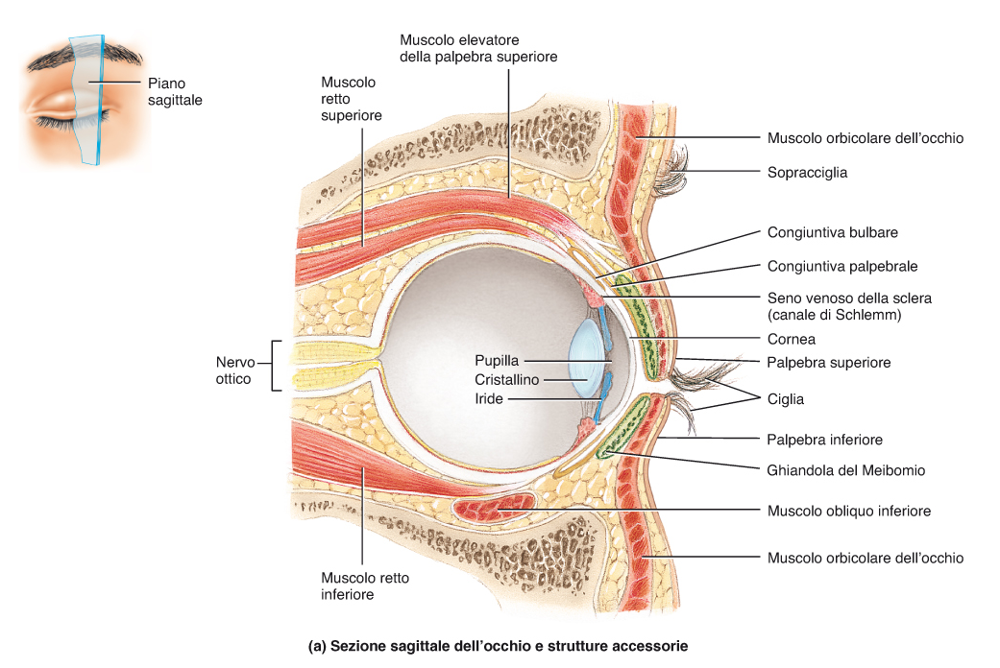 Piano
sagittale
Muscolo elevatore
della palpebra superiore
Muscolo
retto
superiore
Muscolo orbicolare dell'occhio
Sopracciglia
Congiuntiva bulbare
Congiuntiva palpebrale
Seno venoso della sclera
(canale di Schlemm)
Cornea
Palpebra superiore
Ciglia
Palpebra inferiore
Ghiandola del Meibomio
Muscolo obliquo inferiore
Muscolo orbicolare dell'occhio
Nervo
ottico
Pupilla
Cristallino
Iride
Muscolo retto
inferiore
(a) Sezione sagittale dell'occhio e strutture accessorie